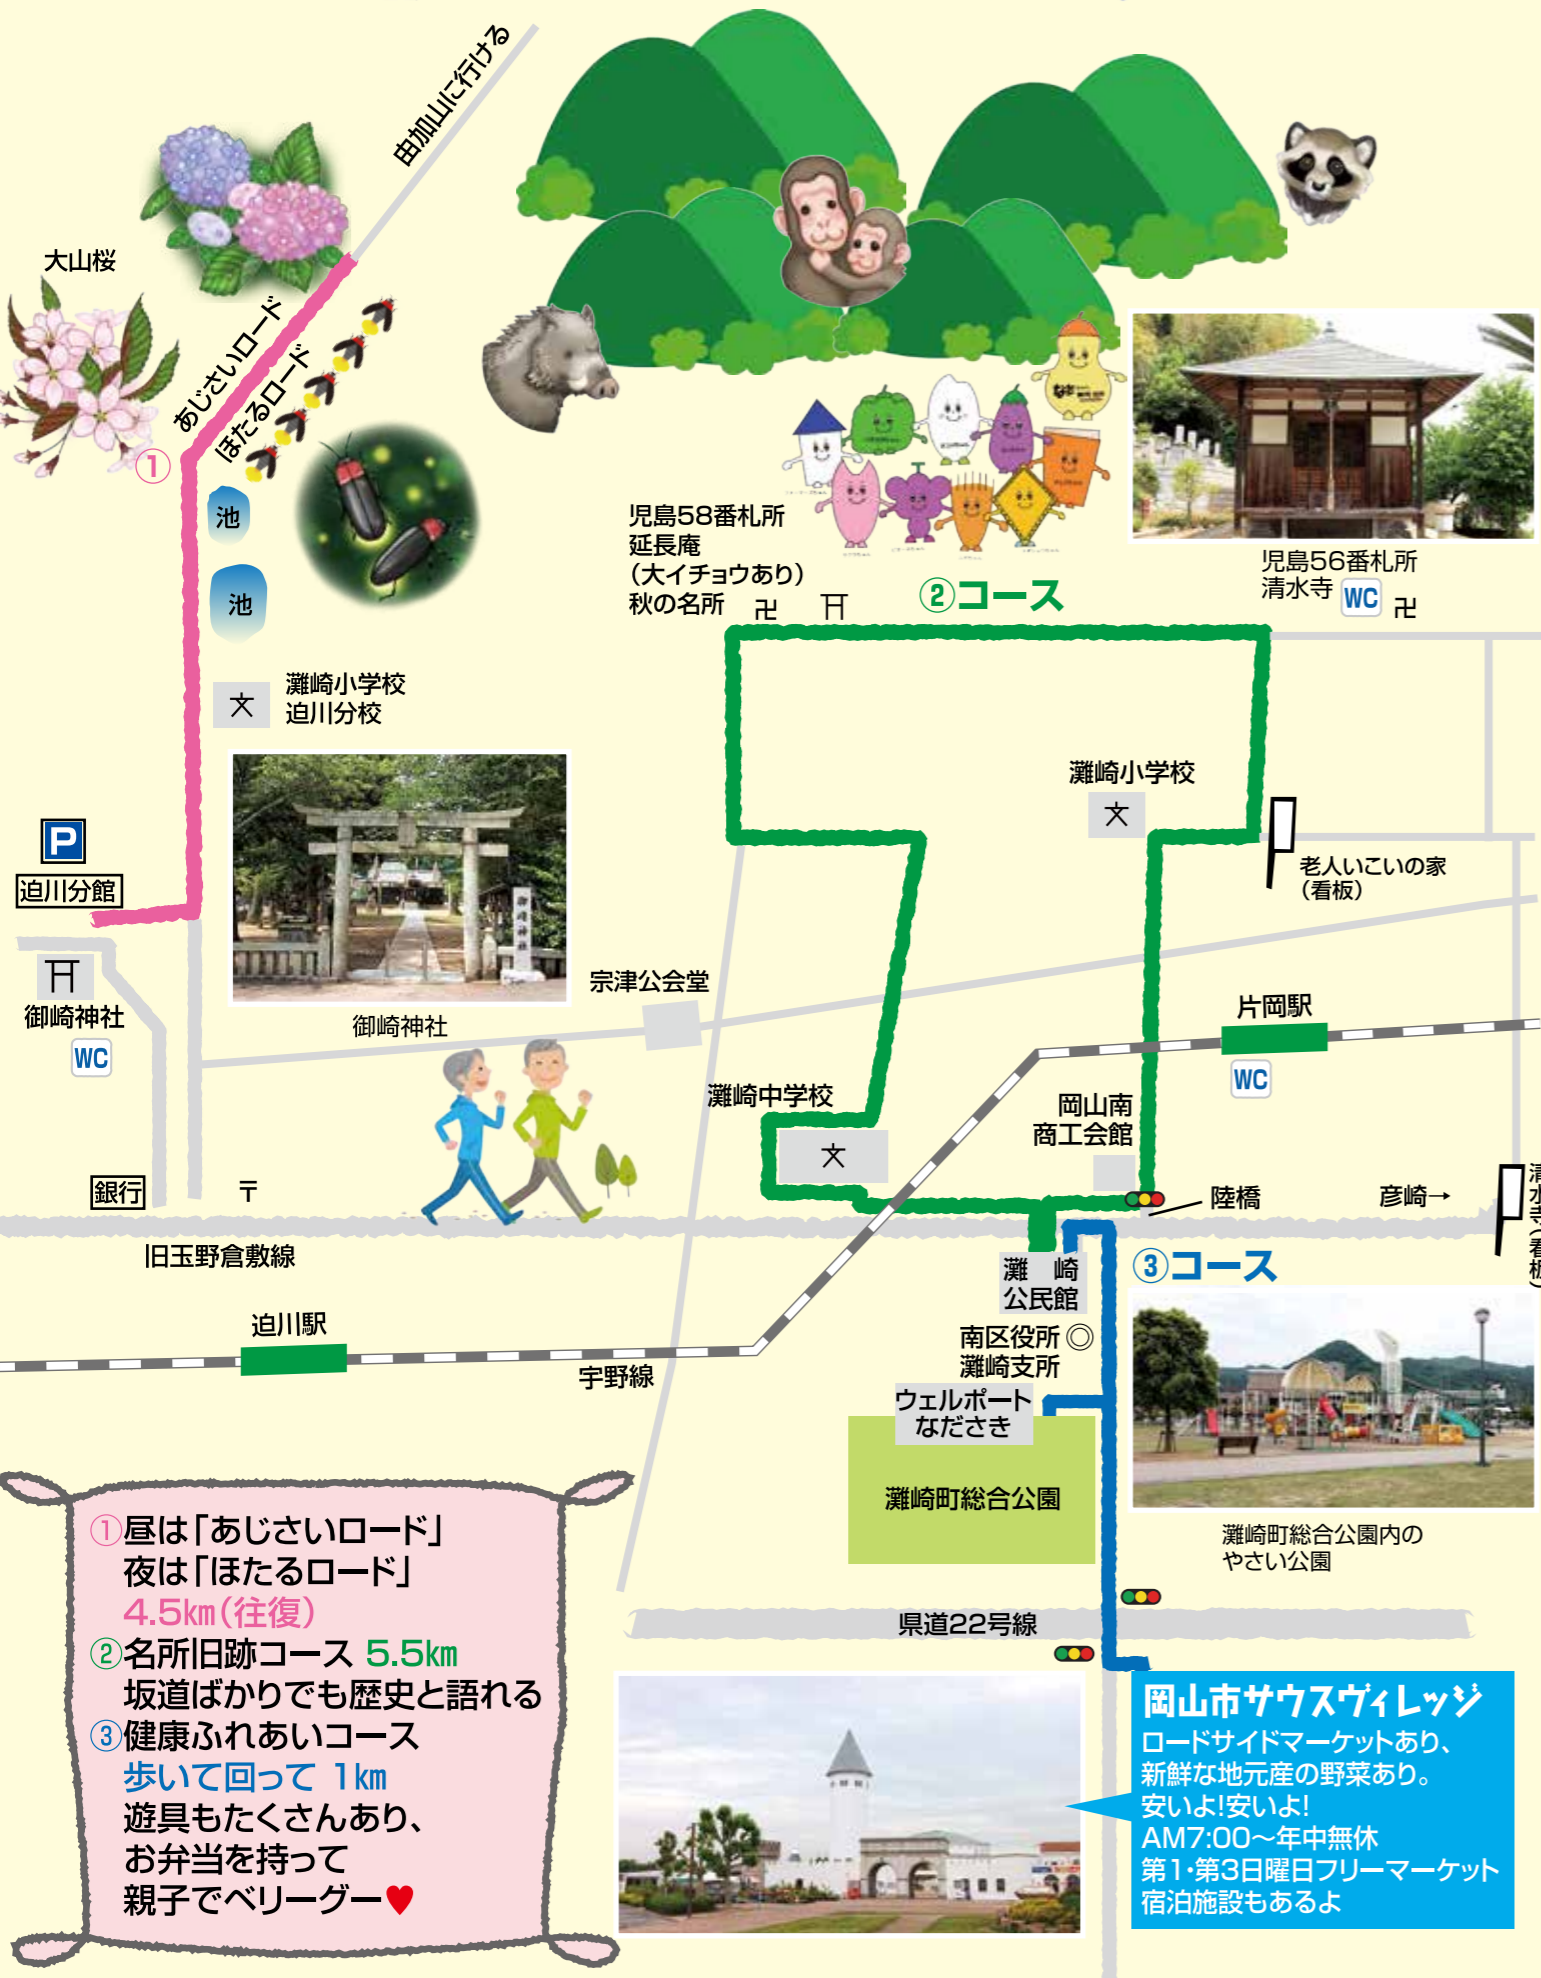 由加山に行ける
大山桜
あじさいロード
ほたるロード
①
池
池
文
灘崎小学校
迫川分校
児島58番札所
延長庵
（大イチョウあり）
秋の名所
卍
②コース
児島56番札所
清水寺
WC
卍
灘崎小学校
文
老人いこいの家
（看板）
P
迫川分館
御崎神社
WC
御崎神社
御崎神社
宗津公会堂
片岡駅
WC
灘崎中学校
文
岡山南
商工会館
銀行
〒
陸橋
彦崎→
清水寺（看板）
旧玉野倉敷線
灘 崎
公民館
③コース
迫川駅
宇野線
南区役所◎
灘崎支所
ウェルポート
なださき
灘崎町総合公園
灘崎町総合公園内の
やさい公園
県道22号線
①昼は「あじさいロード」
夜は「ほたるロード」
4.5㎞（往復）
②名所旧跡コース 5.5㎞
坂道ばかりでも歴史と語れる
③健康ふれあいコース
歩いて回って 1㎞
遊具もたくさんあり、
お弁当を持って
親子でベリーグー♥
岡山市サウスヴィレッジ
ロードサイドマーケットあり、
新鮮な地元産の野菜あり。
安いよ!安いよ!
AM7:00～年中無休
第1・第3日曜日フリーマーケット
宿泊施設もあるよ